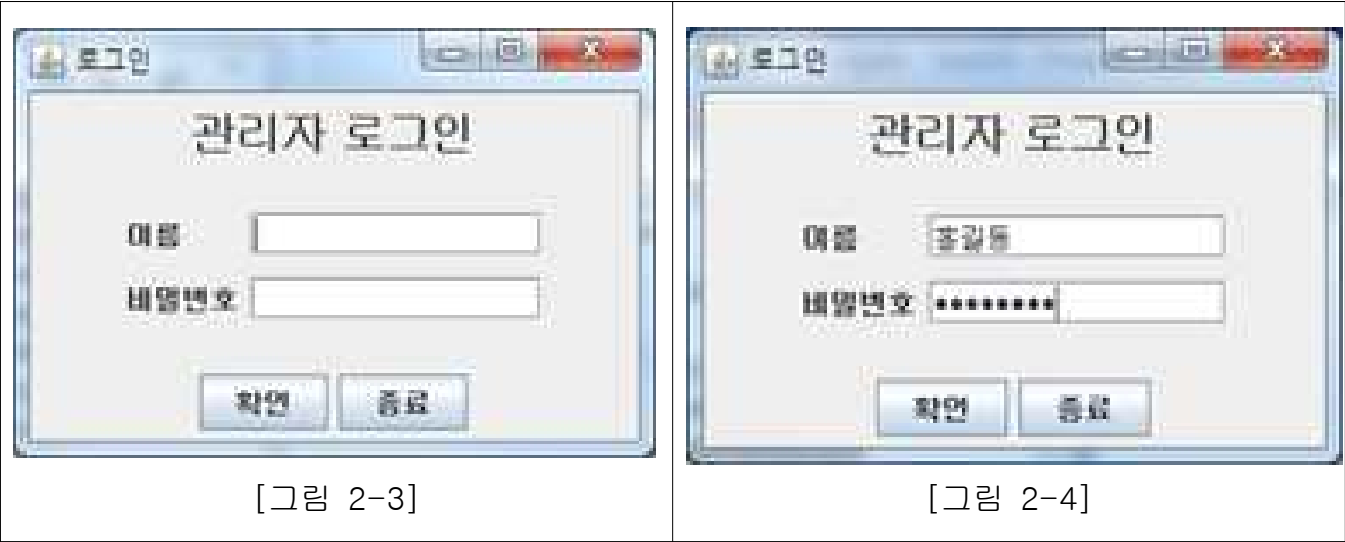 로그인
관리자 로그인
이름
비밀번호
확인 종료
[그림 2-3]
로그인
관리자 로그인
이름 홍길동
비밀번호 ••••••••
확인 종료
[그림 2-4]